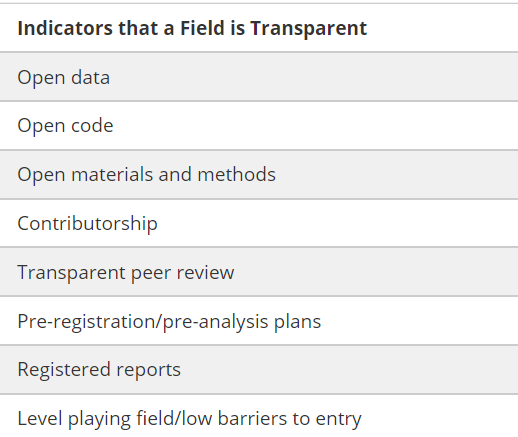 Indicators that a Field is Transparent
Open data
Open code
Open materials and methods
Contributorship
Transparent peer review
Pre-registration/pre-analysis plans
Registered reports
Level playing field/low barriers to entry